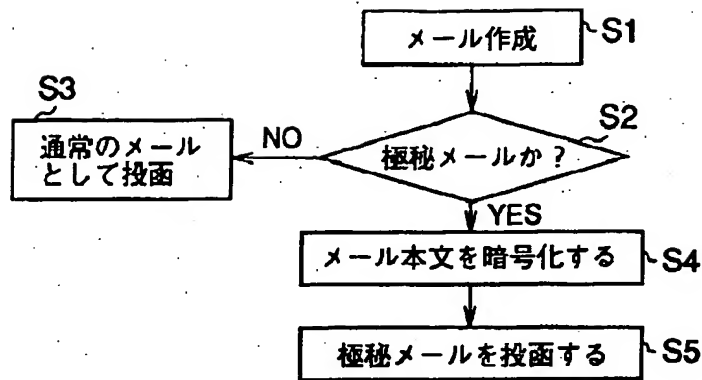 メール作成
S1
S2
極秘メールか?
S3
NO
通常のメール
として投函
YES
メール本文を暗号化する
S4
極秘メールを投函する
S5